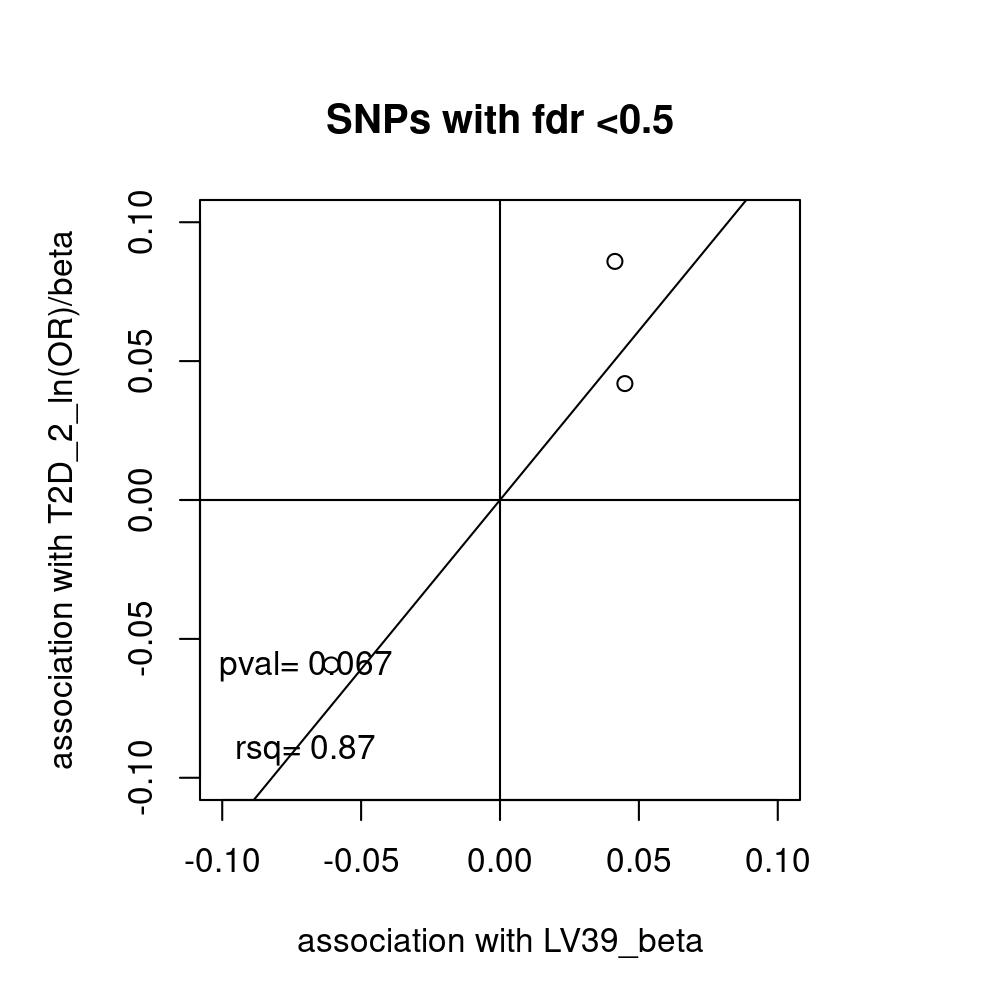 SNPs with fdr <0.5
association with T2D_2_ln(OR)/beta
0.10
0.05
0.00
-0.05
-0.10
pval= 0.067
rsq= 0.87
-0.10 -0.05 0.00 0.05 0.10
association with LV39_beta